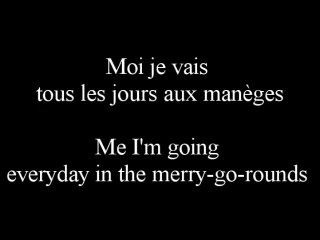 Moi je vais
tous les jours aux manèges
Me I'm going
everyday in the merry-go-rounds